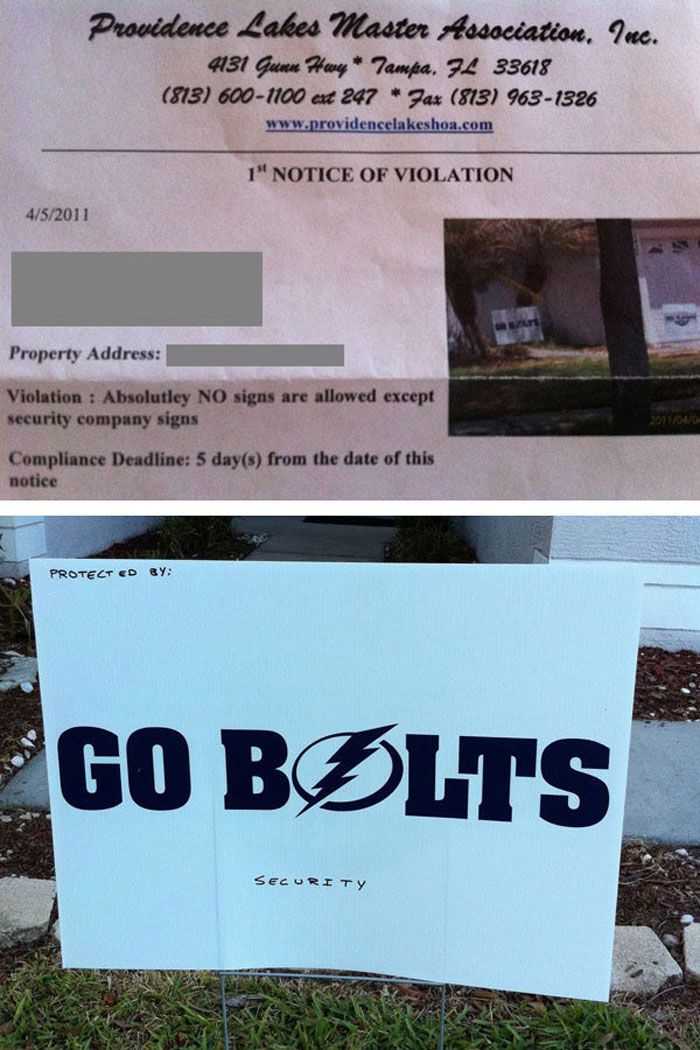 Providence Lakes Master Association, Inc.
4131 Gunn Hwy * Tampa, FL 33618
(813) 600-1100 ext 247 * Fax (813) 963-1326
www.providencelakeshoa.com
1st NOTICE OF VIOLATION
4/5/2011
GO BOLTS
Property Address:
Violation : Absolutley NO signs are allowed except
security company signs
Compliance Deadline: 5 day(s) from the date of this
notice
PROTECTED BY:
GO BOLTS
SECURITY